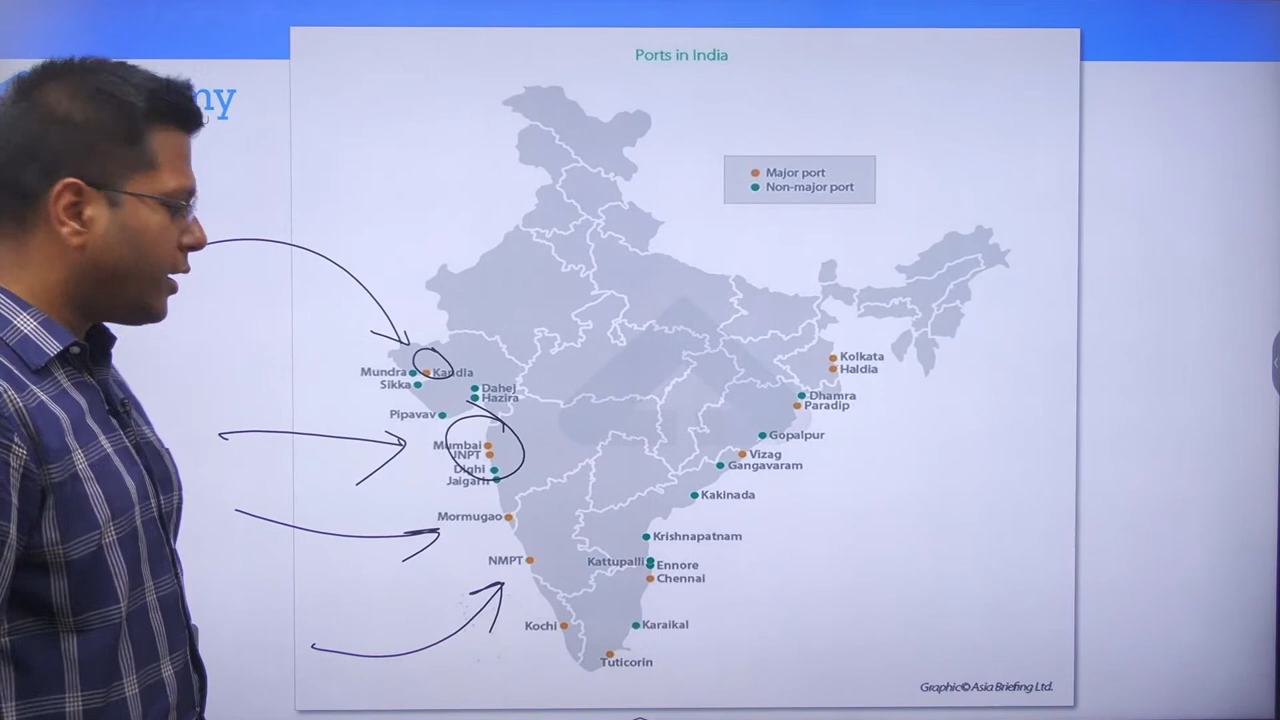 my
Ports in India
Major port
Non-major port
Kolkata
Haldia
Mundra
Kandla
Sikka
Dahej
Hazira
Dhamra
Paradip
Pipavav
Gopalpur
Mumbai
JNPT
Vizag
Dighi
Gangavaram
Jaigarh
Kakinada
Mormugao
Krishnapatnam
NMPT
Kattupalli
Ennore
Chennai
Kochi
Karaikal
Tuticorin
Graphic© Asia Briefing Ltd.